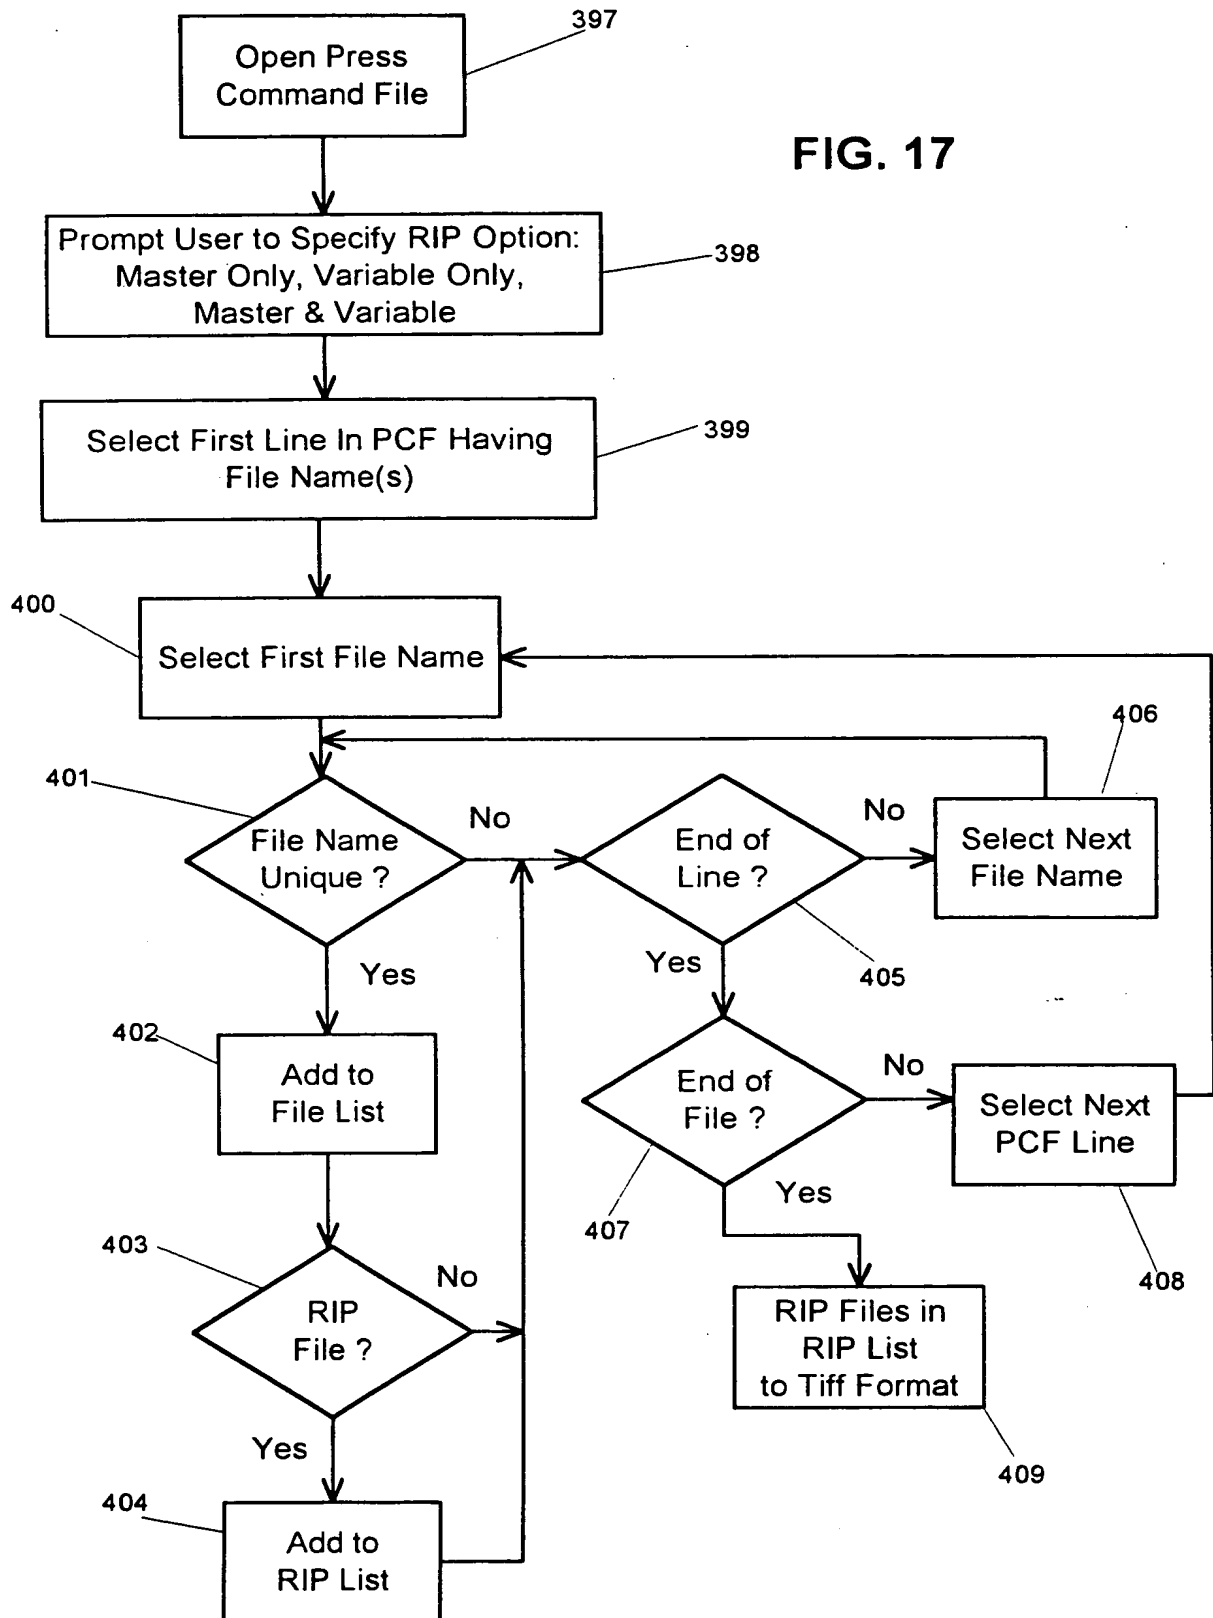 397
Open Press
Command File
FIG. 17
Prompt User to Specify RIP Option:
Master Only, Variable Only,
Master & Variable
398
Select First Line In PCF Having
File Name(s)
399
400
Select First File Name
406
401
File Name
Unique ?
No
End of
Line ?
No
Select Next
File Name
Yes
Yes
405
402
Add to
File List
End of
File ?
No
Select Next
PCF Line
403
RIP
File ?
No
407
Yes
408
RIP Files in
RIP List
to Tiff Format
Yes
409
404
Add to
RIP List